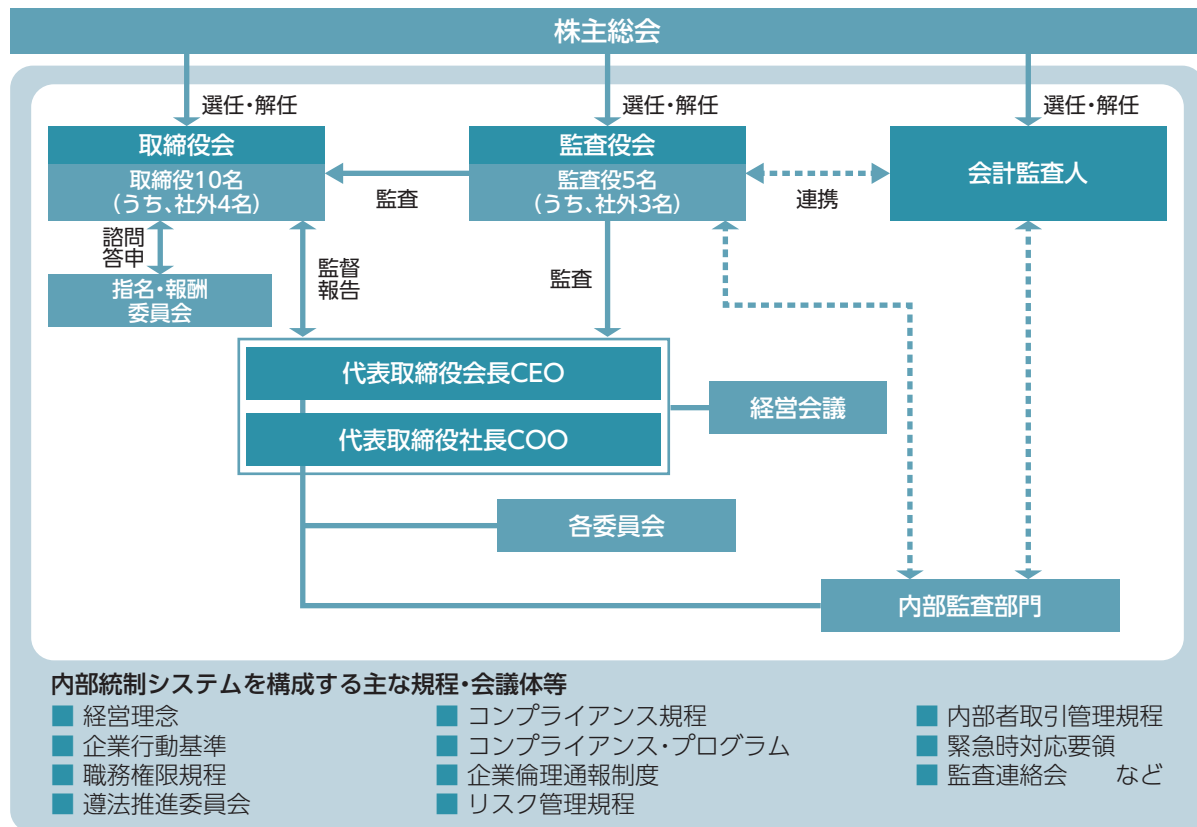 株主総会
選任・解任
選任・解任
選任・解任
取締役会
取締役10名
(うち、社外4名)
監査
監査役会
監査役5名
(うち、社外3名)
連携
会計監査人
諮問
答申
指名・報酬
委員会
監督
報告
監査
代表取締役会長CEO
代表取締役社長COO
経営会議
各委員会
内部監査部門
内部統制システムを構成する主な規程・会議体等
経営理念
企業行動基準
職務権限規程
遵法推進委員会
コンプライアンス規程
コンプライアンス・プログラム
企業倫理通報制度
リスク管理規程
内部者取引管理規程
緊急時対応要領
監査連絡会 など